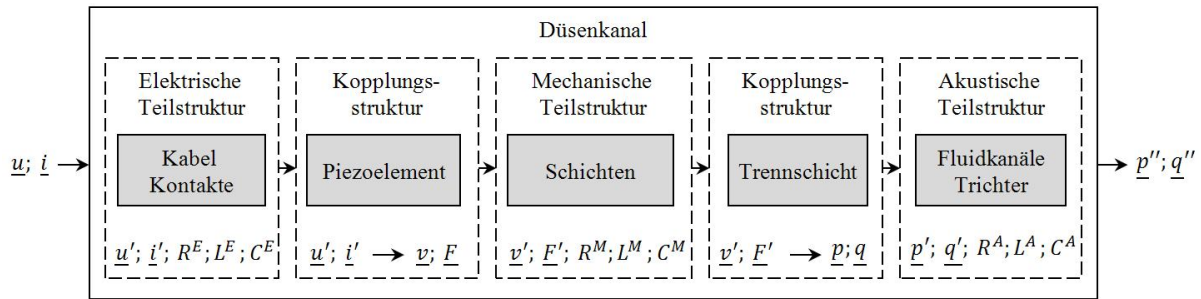 Düsenkanal
Elektrische
Teilstruktur
Kabel
Kontakte
u'; i'; R^E; L^E; C^E
Kopplungs-
struktur
Piezoelement
u'; i' → v; F
Mechanische
Teilstruktur
Schichten
v'; F'; R^M; L^M; C^M
Kopplungs-
struktur
Trennschicht
v'; F' → p; q
Akustische
Teilstruktur
Fluidkanäle
Trichter
p'; q'; R^A; L^A; C^A
u; i
p''; q''